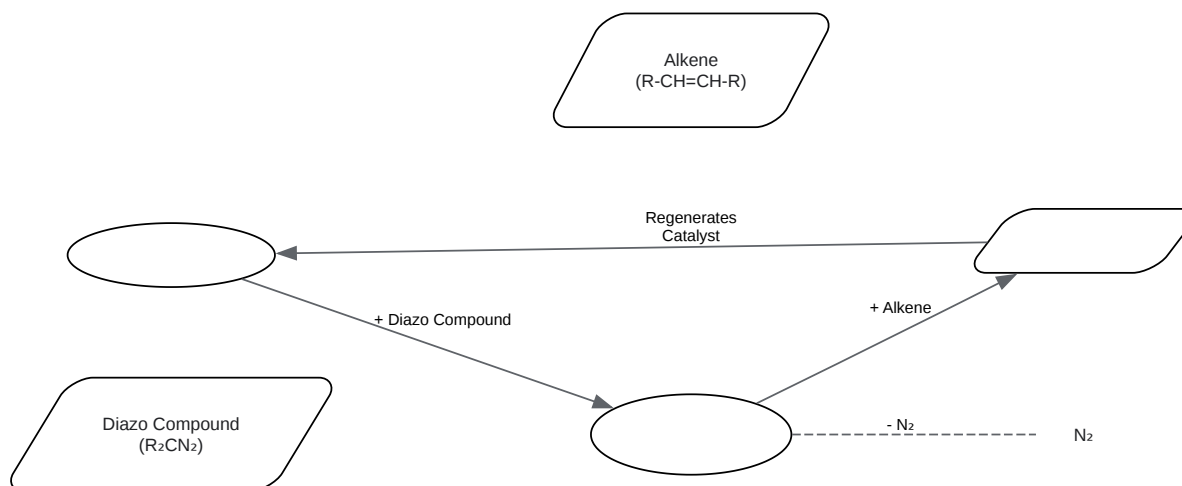 Alkene
(R-CH=CH-R)
Regenerates
Catalyst
+ Alkene
+ Diazo Compound
Diazo Compound
(R₂CN₂)
- N₂
N₂